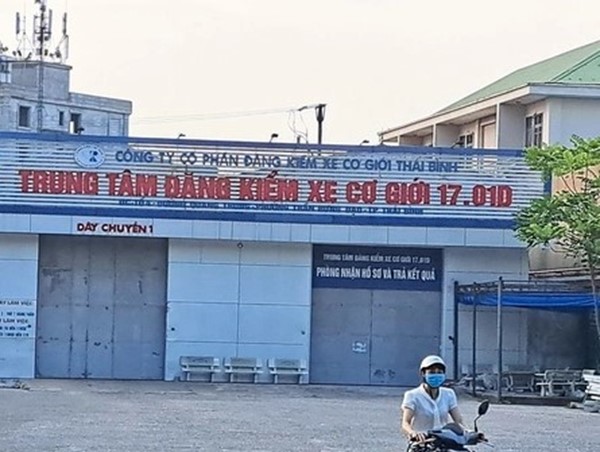 CÔNG TY CỔ PHẦN ĐĂNG KIỂM XE CƠ GIỚI THÁI BÌNH
TRUNG TÂM ĐĂNG KIỂM XE CƠ GIỚI 17.01D
DÂY CHUYỀN 1
TRUNG TÂM ĐĂNG KIỂM XE CƠ GIỚI 17.01D
PHÒNG NHẬN HỒ SƠ VÀ TRẢ KẾT QUẢ
LÀM VIỆC